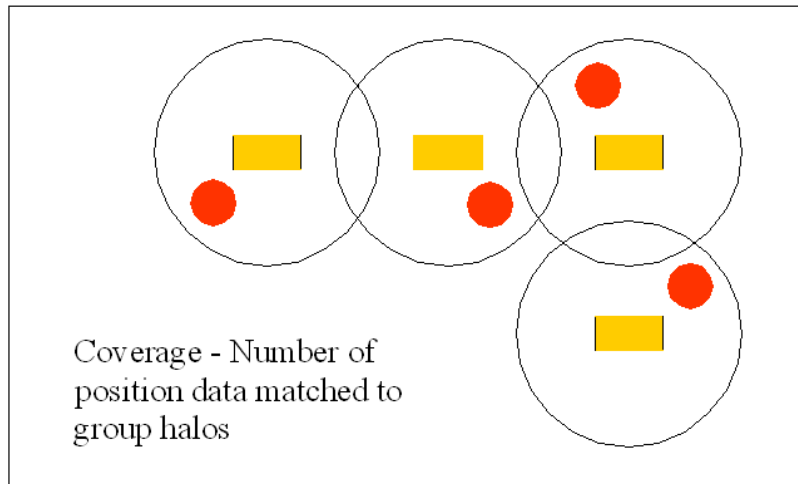 Coverage - Number of
position data matched to
group halos